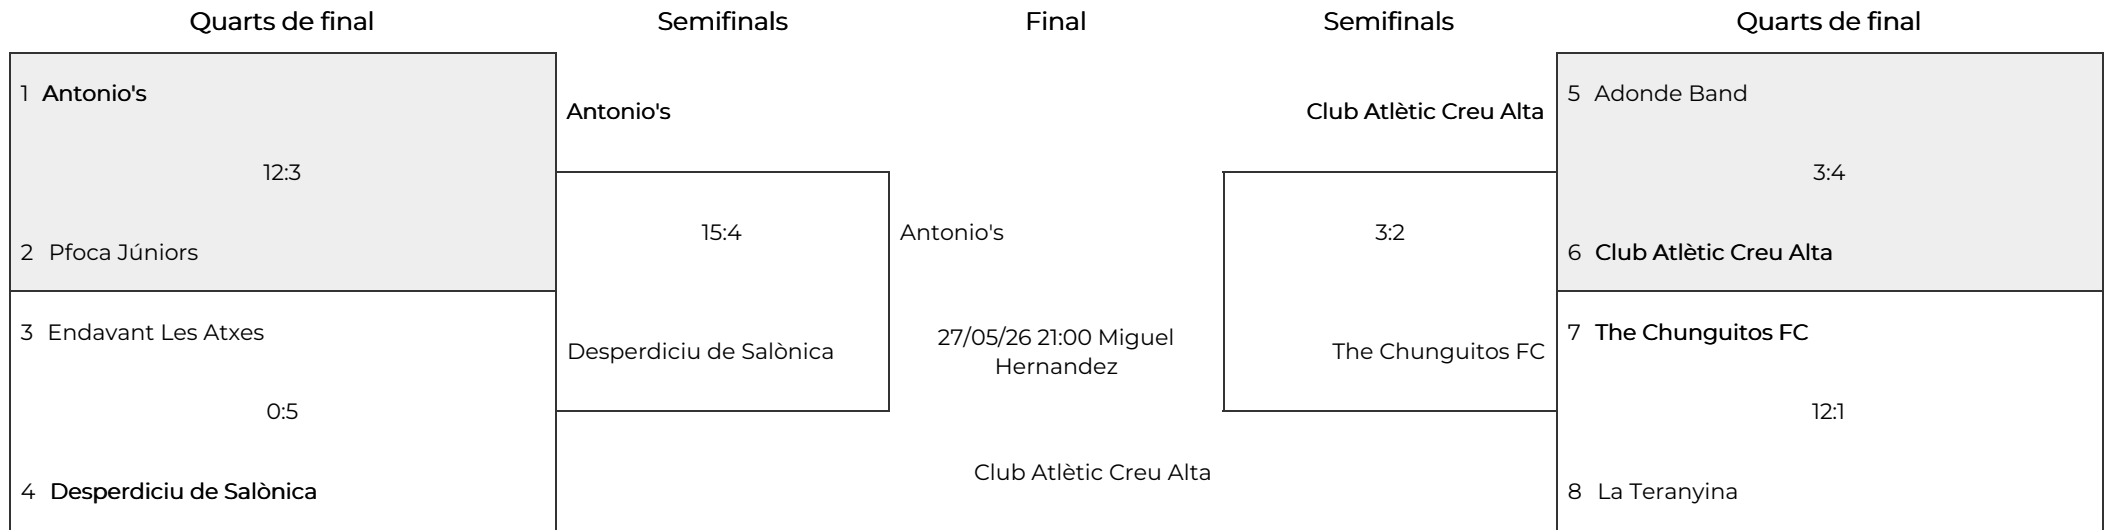 Quarts de final
Semifinals
Final
Semifinals
Quarts de final
1 Antonio's
12:3
2 Pfoca Júniors
3 Endavant Les Atxes
0:5
4 Desperdiciu de Salònica
Antonio's
15:4
Desperdiciu de Salònica
Antonio's
27/05/26 21:00 Miguel
Hernandez
Club Atlètic Creu Alta
Club Atlètic Creu Alta
3:2
The Chunguitos FC
5 Adonde Band
3:4
6 Club Atlètic Creu Alta
7 The Chunguitos FC
12:1
8 La Teranyina